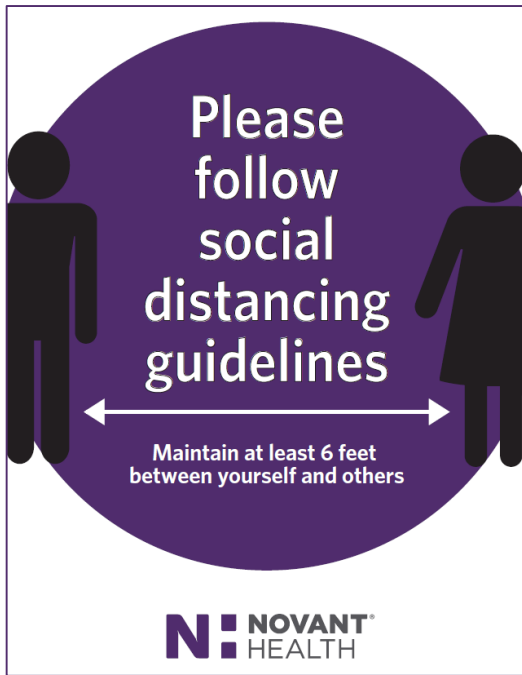 Please
follow
social
distancing
guidelines
Maintain at least 6 feet
between yourself and others
N
NOVANT®
HEALTH